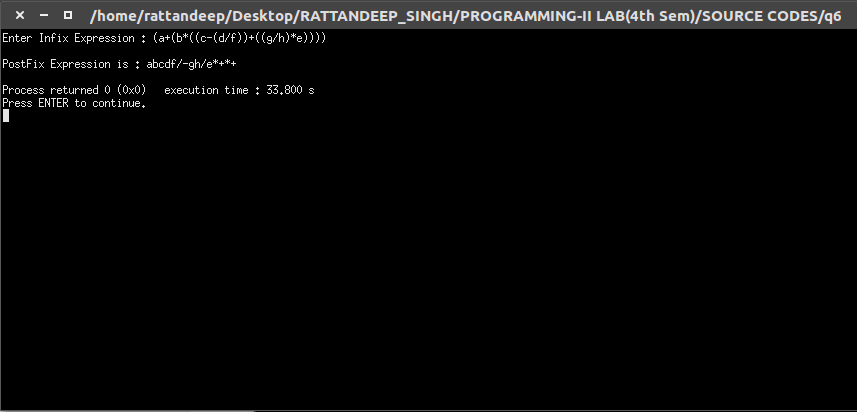 /home/rattandeep/Desktop/RATTANDEEP_SINGH/PROGRAMMING-II LAB(4th Sem)/SOURCE CODES/q6
Enter Infix Expression : (a+(b*((c-(d/f))+((g/h)*e))))
PostFix Expression is : abcdf/-gh/e*+*+
Process returned 0 (0x0)   execution time : 33.800 s
Press ENTER to continue.